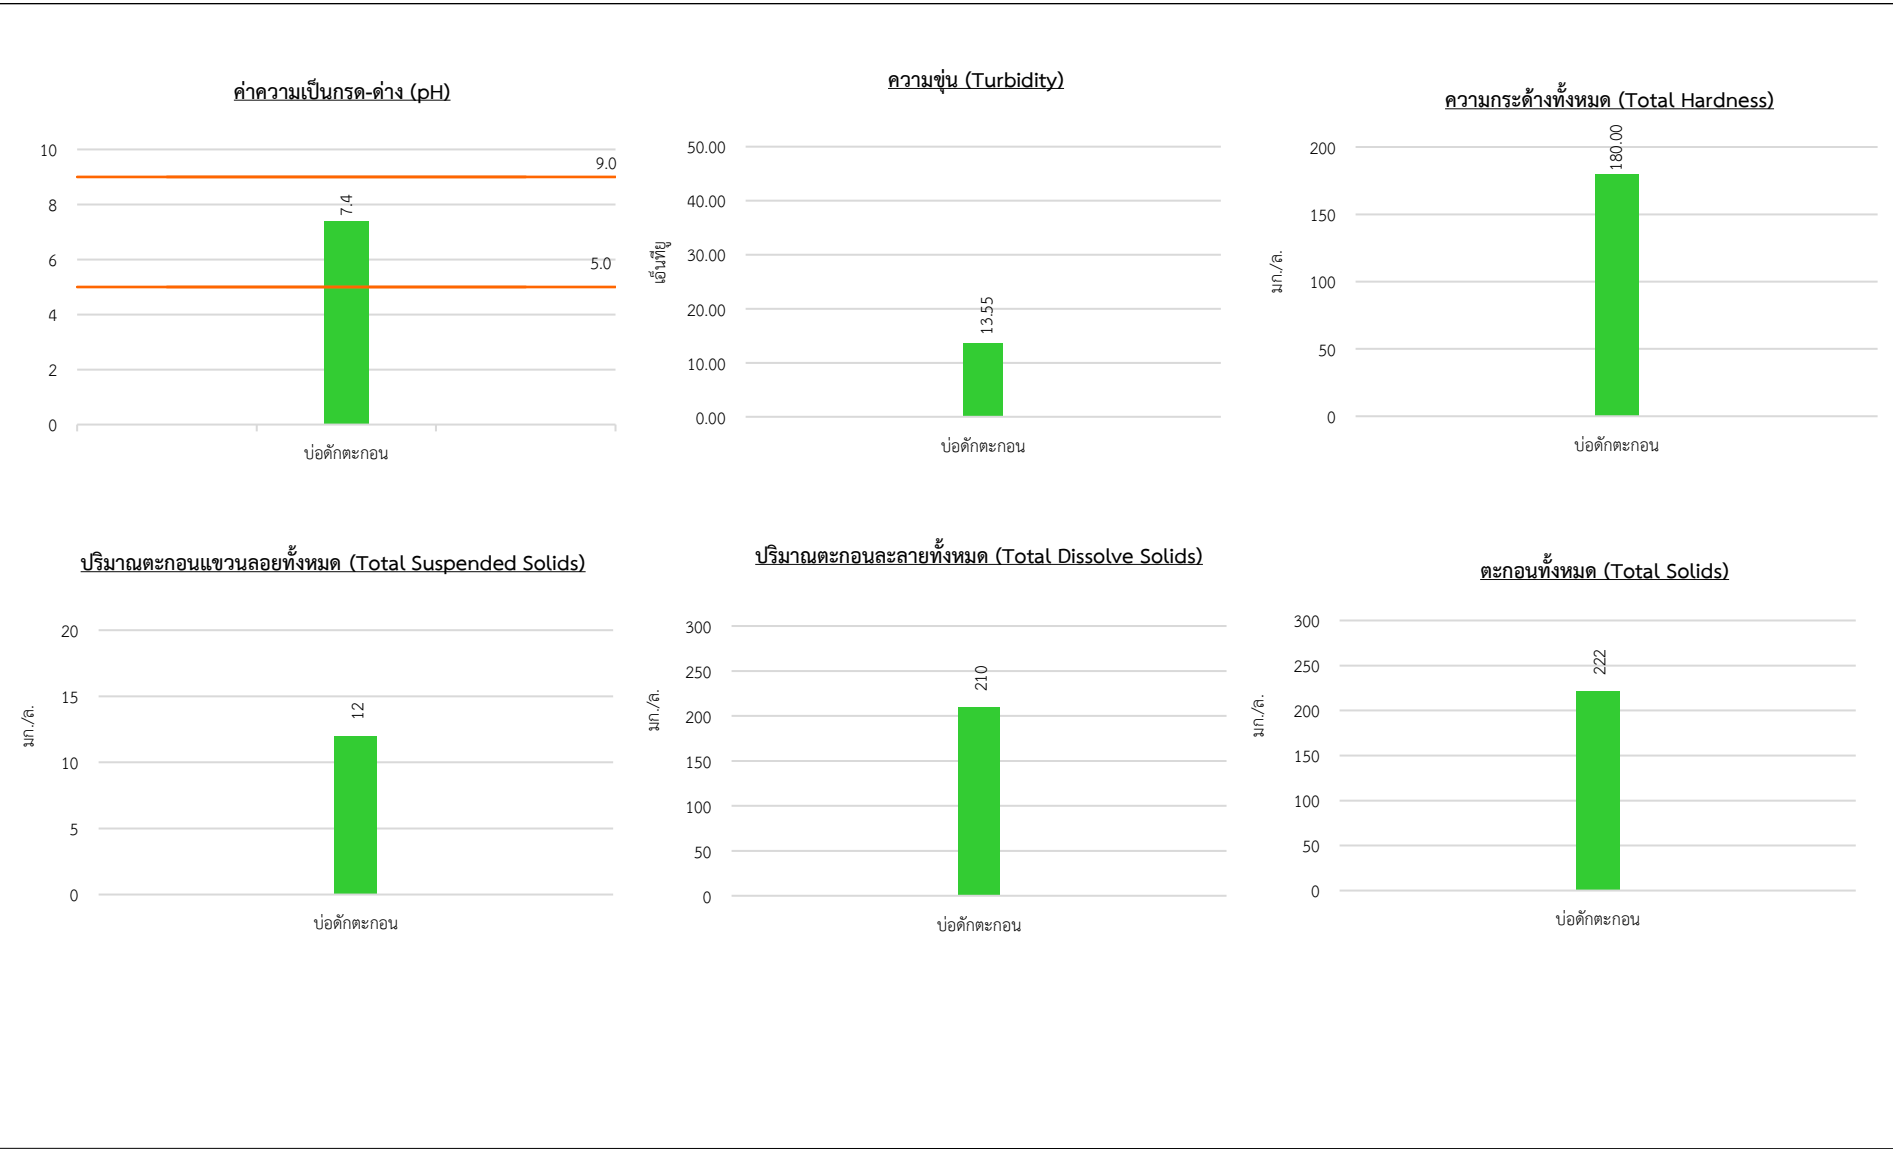 ค่าความเป็นกรด-ด่าง (pH)
10
8
6
4
2
0
9.0
5.0
7.4
บ่อดักตะกอน
ความขุ่น (Turbidity)
เอ็นทียู
50.00
40.00
30.00
20.00
10.00
0.00
13.55
บ่อดักตะกอน
ความกระด้างทั้งหมด (Total Hardness)
มก./ล.
200
150
100
50
0
180.00
บ่อดักตะกอน
ปริมาณตะกอนแขวนลอยทั้งหมด (Total Suspended Solids)
มก./ล.
20
15
10
5
0
12
บ่อดักตะกอน
ปริมาณตะกอนละลายทั้งหมด (Total Dissolve Solids)
มก./ล.
300
250
200
150
100
50
0
210
บ่อดักตะกอน
ตะกอนทั้งหมด (Total Solids)
มก./ล.
300
250
200
150
100
50
0
222
บ่อดักตะกอน